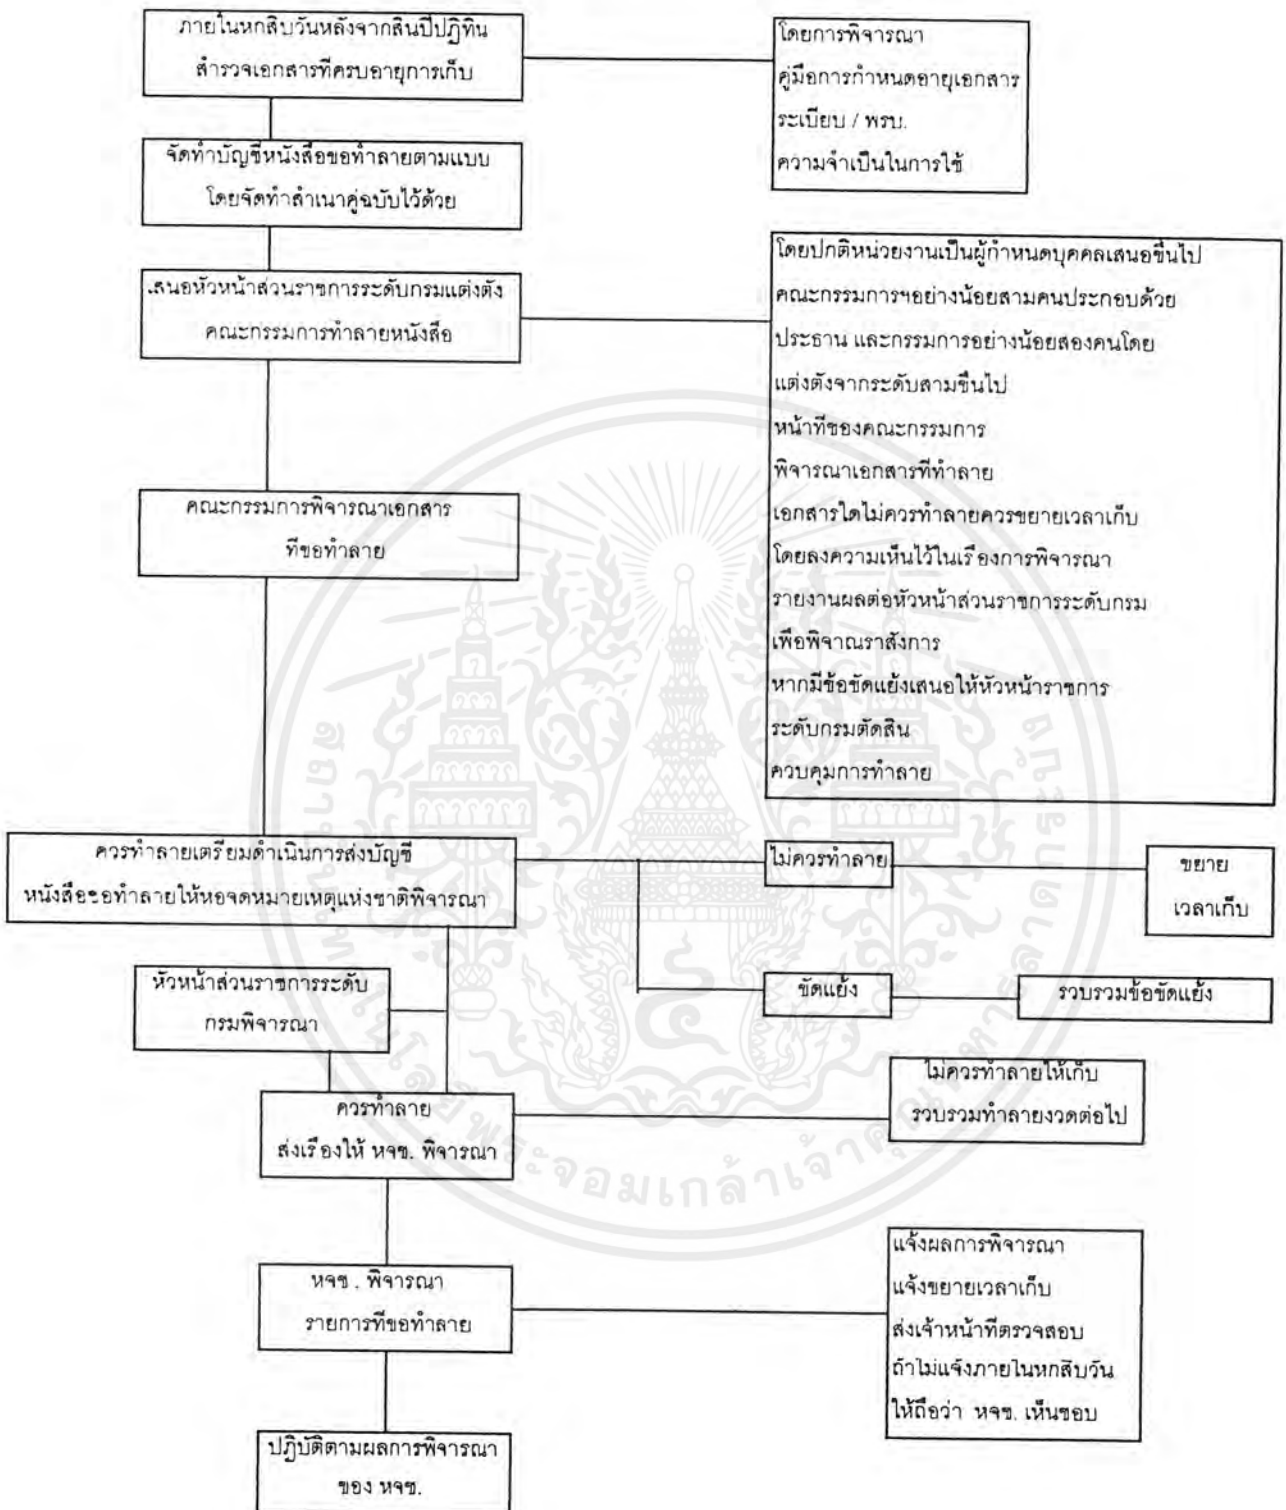 ภายในหกสิบวันหลังจากสิ้นปีปฏิทิน
สำรวจเอกสารที่ครบอายุการเก็บ
โดยการพิจารณา
คู่มือการกำหนดอายุเอกสาร
ระเบียบ / พรบ.
ความจำเป็นในการใช้
จัดทำบัญชีหนังสือขอทำลายตามแบบ
โดยจัดทำสำเนาคู่ฉบับไว้ด้วย
เสนอหัวหน้าส่วนราชการระดับกรมแต่งตั้ง
คณะกรรมการทำลายหนังสือ
โดยปกติหน่วยงานเป็นผู้กำหนดบุคคลเสนอขึ้นไป
คณะกรรมการฯอย่างน้อยสามคนประกอบด้วย
ประธาน และกรรมการอย่างน้อยสองคนโดย
แต่งตั้งจากระดับสามขึ้นไป
หน้าที่ของคณะกรรมการ
พิจารณาเอกสารที่ทำลาย
เอกสารใดไม่ควรทำลายควรขยายเวลาเก็บ
โดยลงความเห็นไว้ในเรื่องการพิจารณา
รายงานผลต่อหัวหน้าส่วนราชการระดับกรม
เพื่อพิจาณราสั่งการ
หากมีข้อขัดแย้งเสนอให้หัวหน้าราชการ
ระดับกรมตัดสิน
ควบคุมการทำลาย
คณะกรรมการพิจารณาเอกสาร
ที่ขอทำลาย
ควรทำลายเตรียมดำเนินการส่งบัญชี
หนังสือขอทำลายให้หอจดหมายเหตุแห่งชาติพิจารณา
ไม่ควรทำลาย
ขยาย
เวลาเก็บ
ขัดแย้ง
รวบรวมข้อขัดแย้ง
หัวหน้าส่วนราชการระดับ
กรมพิจารณา
ควรทำลาย
ส่งเรื่องให้ หจช. พิจารณา
ไม่ควรทำลายให้เก็บ
รวบรวมทำลายงวดต่อไป
หจช . พิจารณา
รายการที่ขอทำลาย
แจ้งผลการพิจารณา
แจ้งขยายเวลาเก็บ
ส่งเจ้าหน้าที่ตรวจสอบ
ถ้าไม่แจ้งภายในหกสิบวัน
ให้ถือว่า หจช. เห็นชอบ
ปฏิบัติตามผลการพิจารณา
ของ หจช.
สถาบันเทคโนโลยีพระจอมเกล้าเจ้าคุณทหารลาดกระบัง